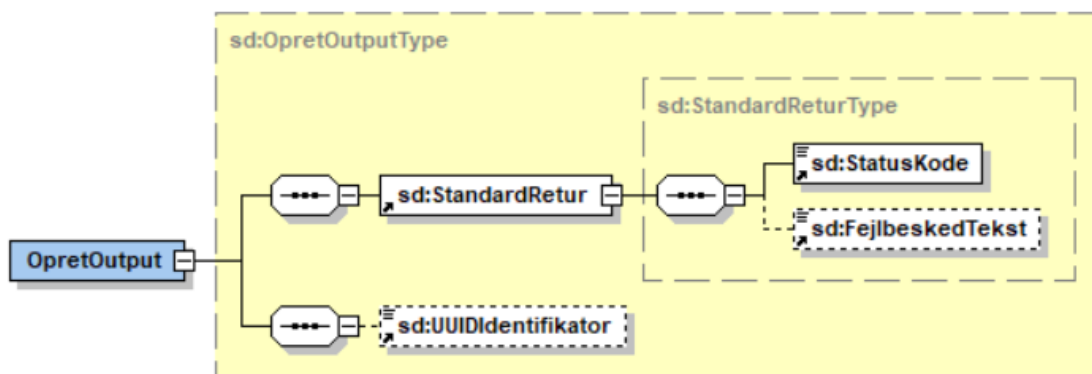 sd:OpretOutputType
sd:StandardReturType
sd:StatusKode
sd:StandardRetur
sd:FejlbeskedTekst
OpretOutput
sd:UUIDIdentifikator